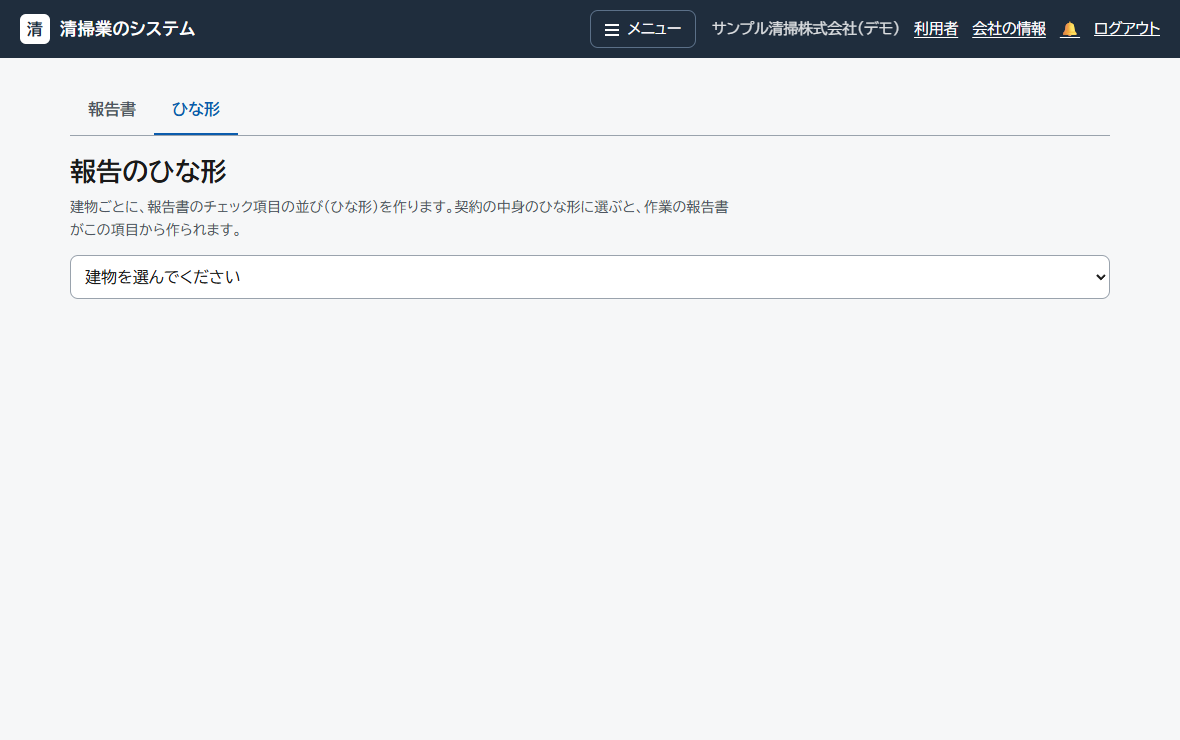 清 清掃業のシステム
メニュー サンプル清掃株式会社(デモ) 利用者 会社の情報 ログアウト
報告書 ひな形
報告のひな形
建物ごとに、報告書のチェック項目の並び(ひな形)を作ります。契約の中身のひな形に選ぶと、作業の報告書
がこの項目から作られます。
建物を選んでください